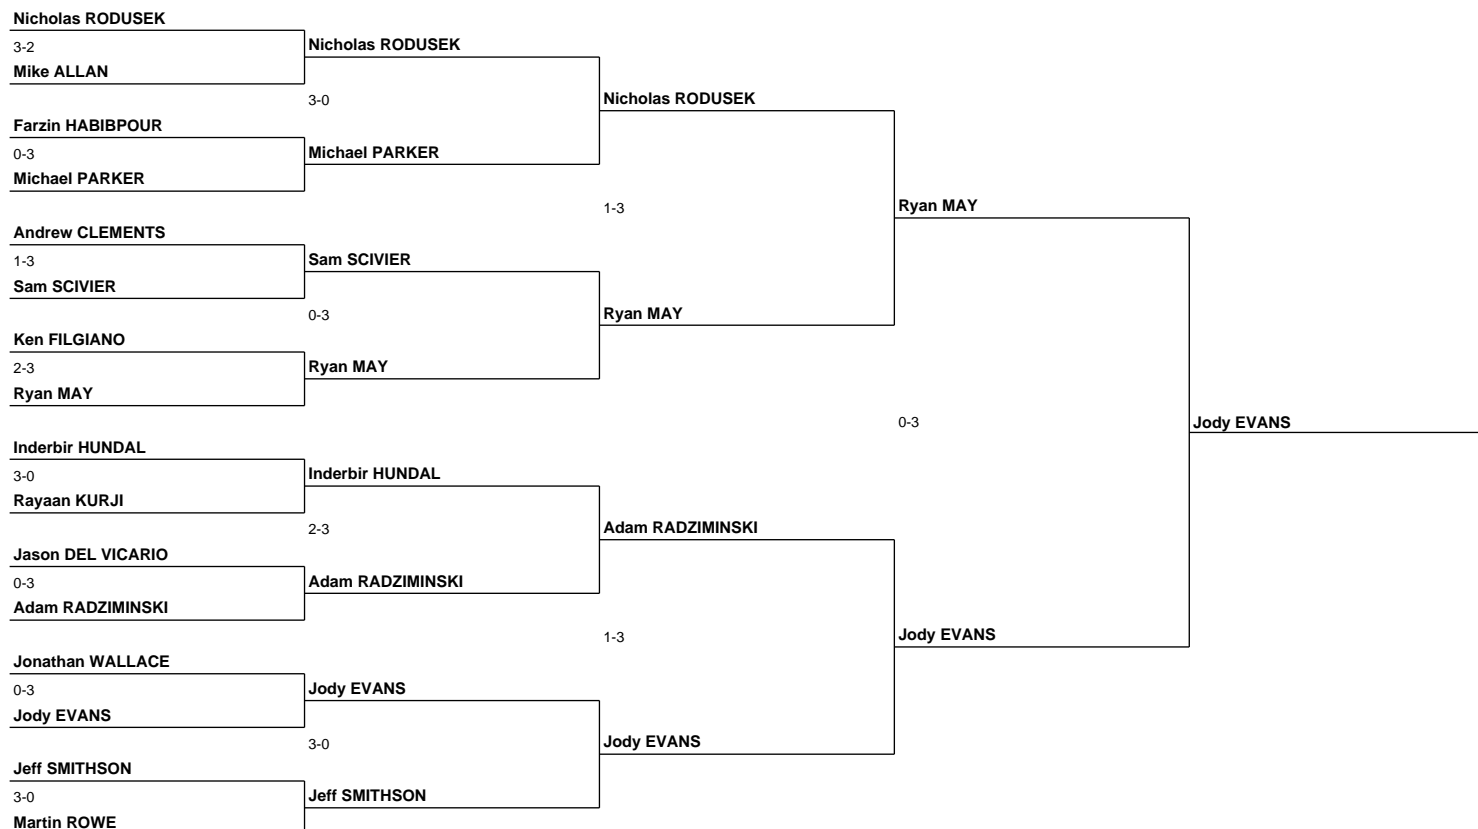 Nicholas RODUSEK
3-2
Mike ALLAN
Farzin HABIBPOUR
0-3
Michael PARKER
Andrew CLEMENTS
1-3
Sam SCIVIER
Ken FILGIANO
2-3
Ryan MAY
Inderbir HUNDAL
3-0
Rayaan KURJI
Jason DEL VICARIO
0-3
Adam RADZIMINSKI
Jonathan WALLACE
0-3
Jody EVANS
Jeff SMITHSON
3-0
Martin ROWE
Nicholas RODUSEK
3-0
Michael PARKER
Sam SCIVIER
0-3
Ryan MAY
Inderbir HUNDAL
2-3
Adam RADZIMINSKI
Jody EVANS
3-0
Jeff SMITHSON
Nicholas RODUSEK
1-3
Ryan MAY
Adam RADZIMINSKI
1-3
Jody EVANS
Ryan MAY
0-3
Jody EVANS
Jody EVANS